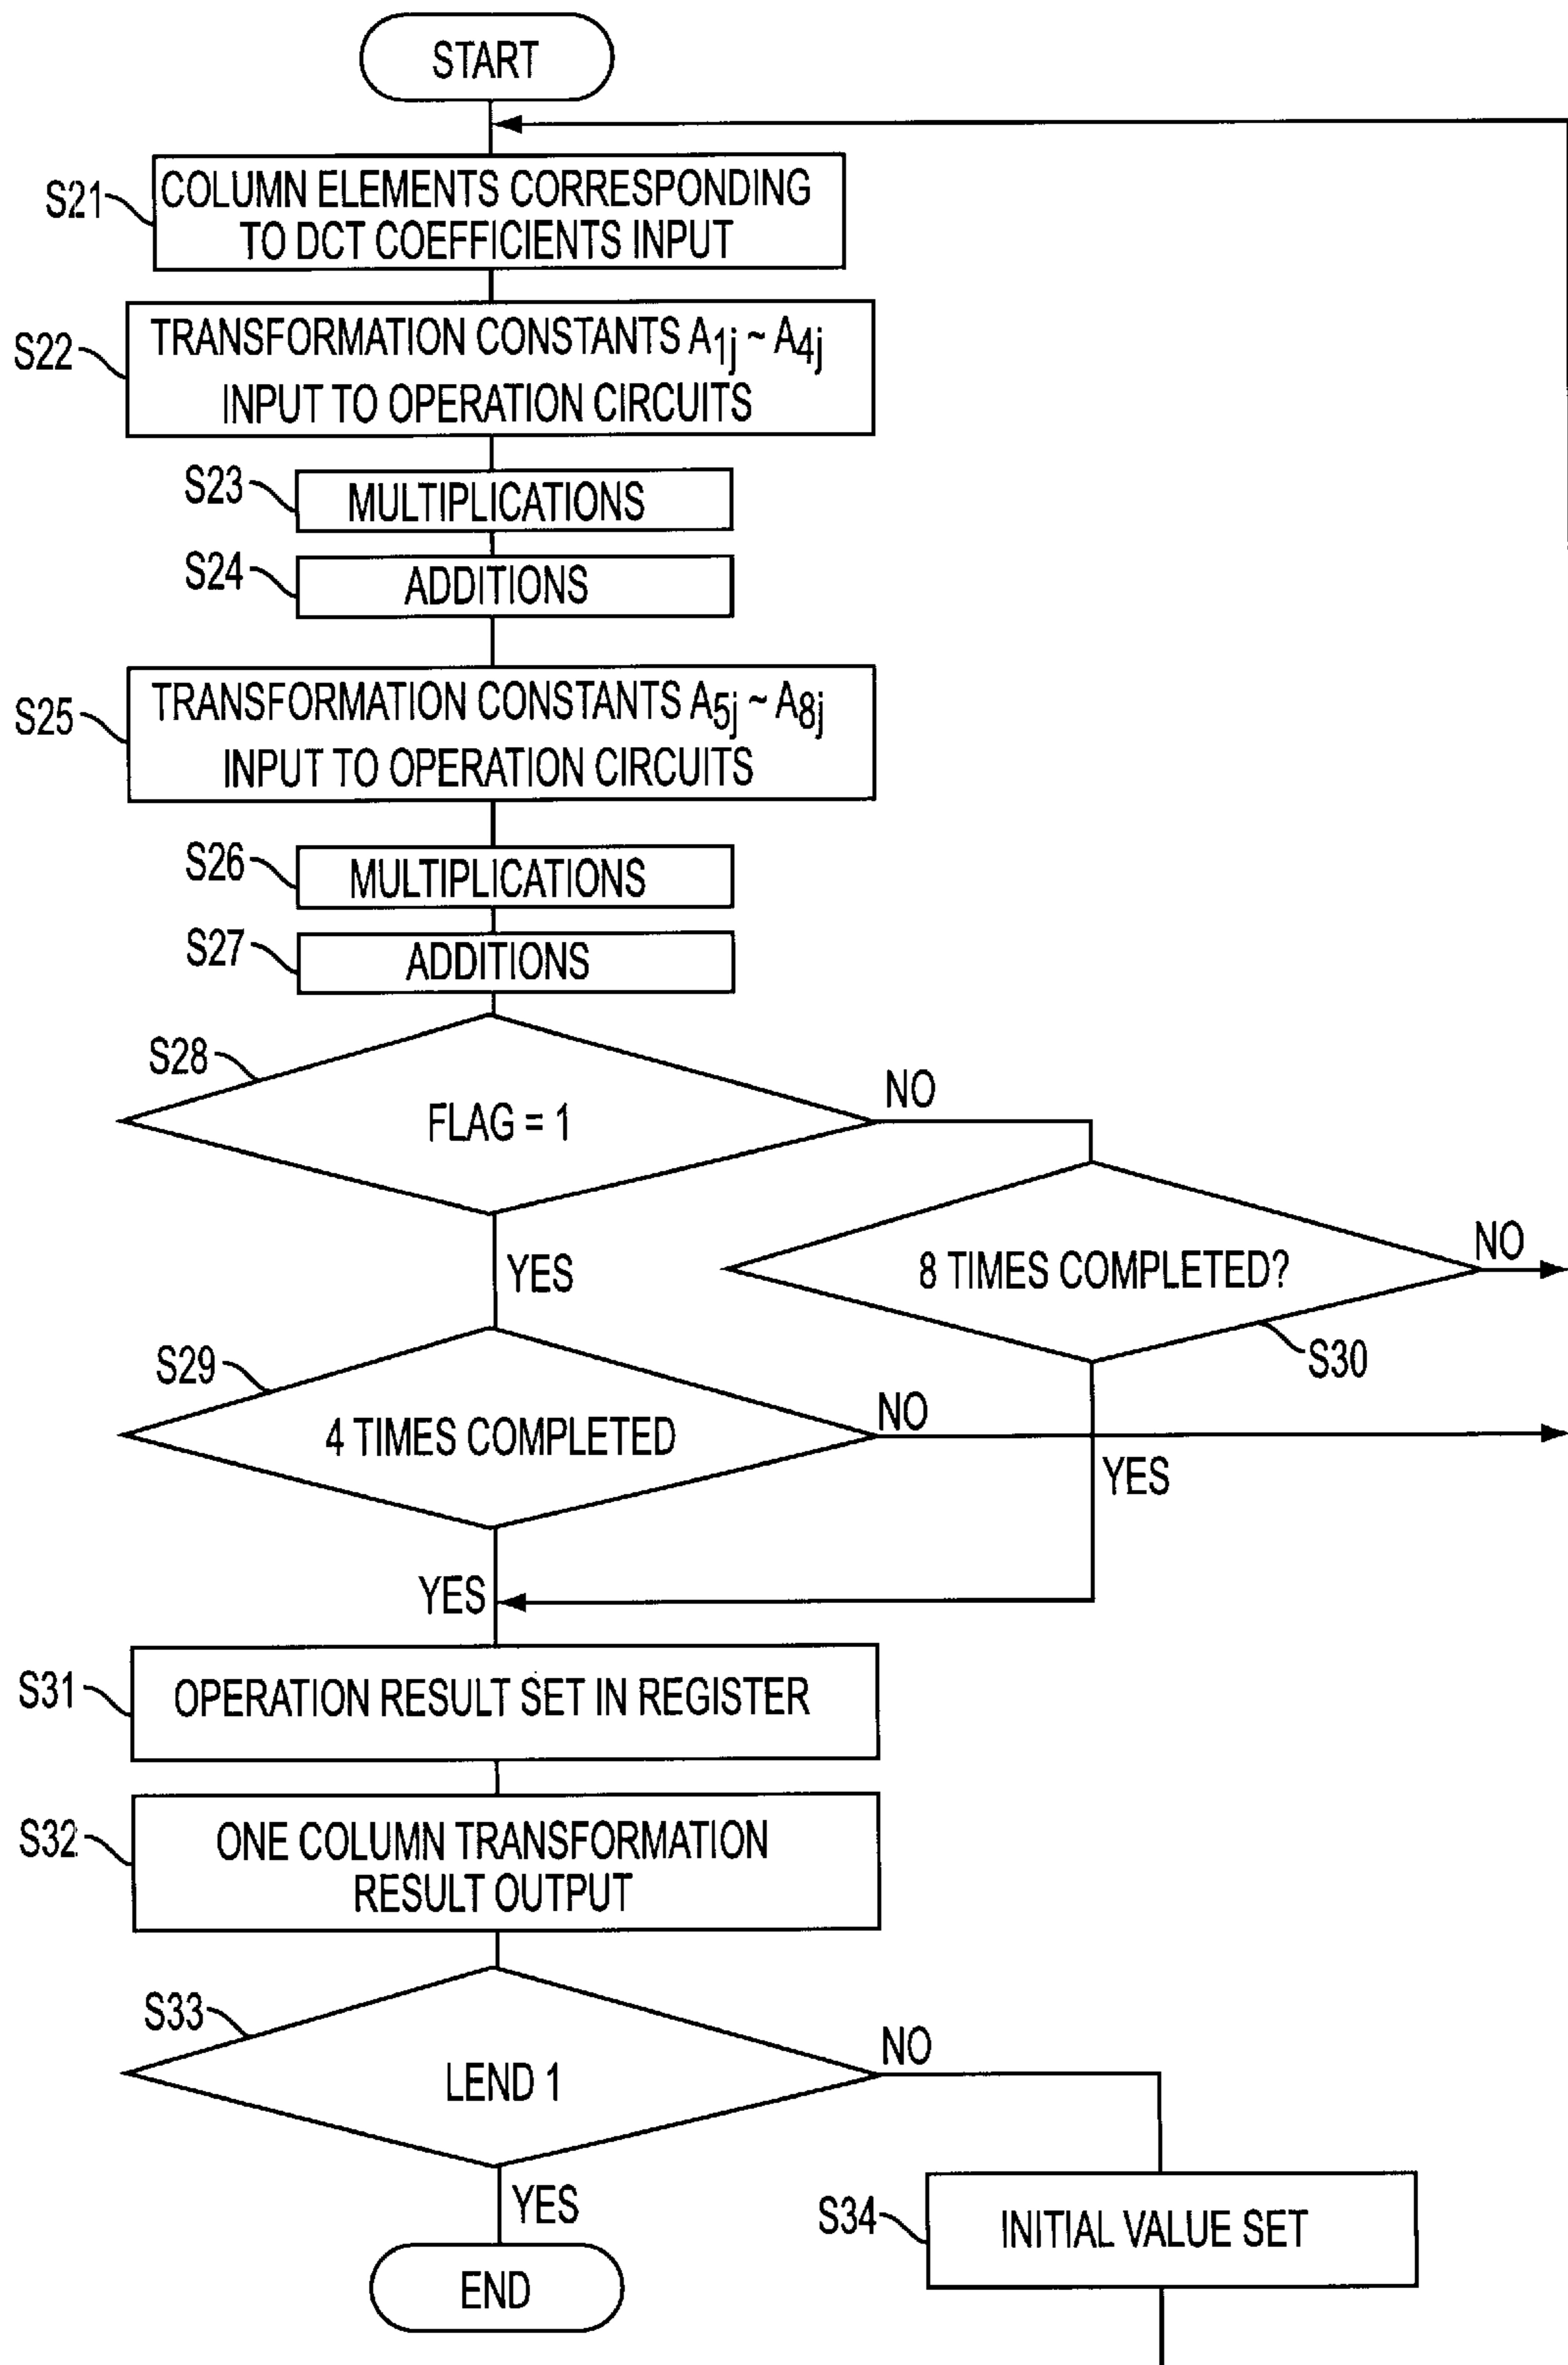 START
S21
COLUMN ELEMENTS CORRESPONDING
TO DCT COEFFICIENTS INPUT
S22
TRANSFORMATION CONSTANTS A1j ~ A4j
INPUT TO OPERATION CIRCUITS
S23
MULTIPLICATIONS
S24
ADDITIONS
S25
TRANSFORMATION CONSTANTS A5j ~ A8j
INPUT TO OPERATION CIRCUITS
S26
MULTIPLICATIONS
S27
ADDITIONS
S28
FLAG = 1
NO
YES
8 TIMES COMPLETED?
NO
S30
S29
4 TIMES COMPLETED
NO
YES
YES
S31
OPERATION RESULT SET IN REGISTER
S32
ONE COLUMN TRANSFORMATION
RESULT OUTPUT
S33
LEND 1
NO
YES
S34
INITIAL VALUE SET
END